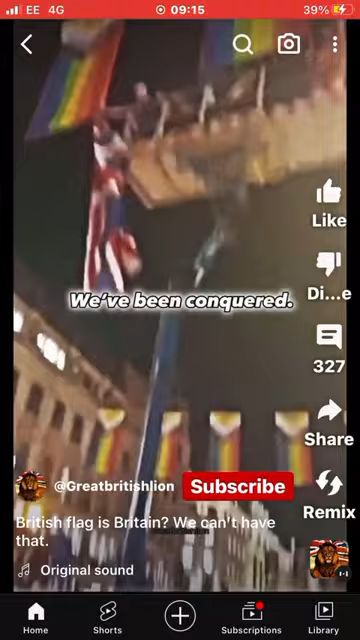 EE 4G
09:15
39%
We've been conquered.
Like
Di...e
327
Share
Remix
@Greatbritishlion
Subscribe
British flag is Britain? We can't have
that.
Original sound
Home
Shorts
Subscriptions
Library